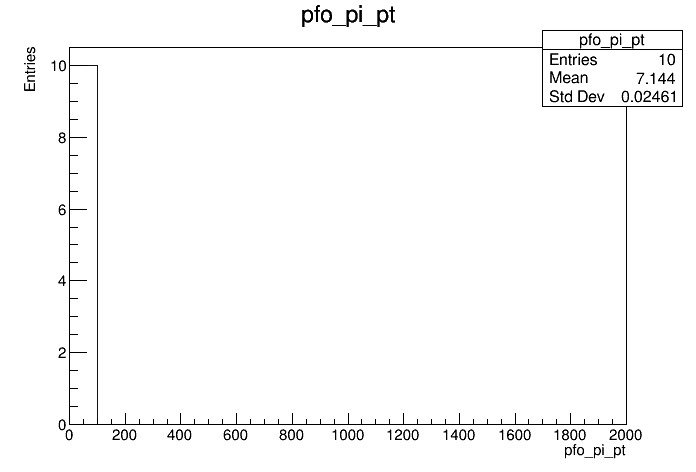 pfo_pi_pt
pfo_pi_pt
Entries 10
Mean 7.144
Std Dev 0.02461
Entries
10
8
6
4
2
0
0 200 400 600 800 1000 1200 1400 1600 1800 2000
pfo_pi_pt